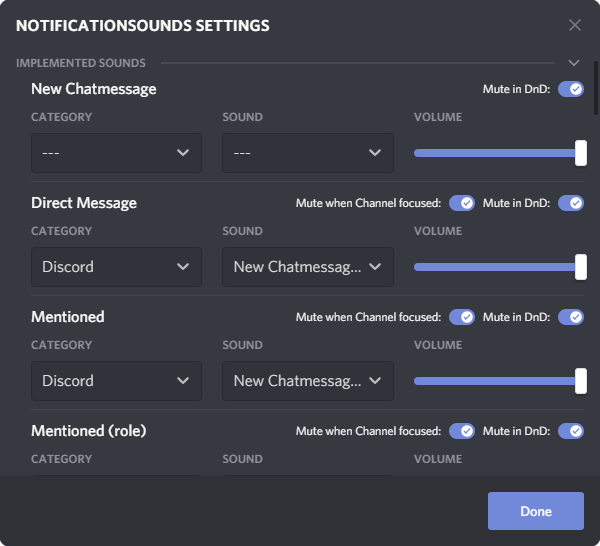 NOTIFICATIONSOUNDS SETTINGS
IMPLEMENTED SOUNDS
New Chatmessage Mute in DnD:
CATEGORY SOUND VOLUME
--- ---
Direct Message Mute when Channel focused: Mute in DnD:
CATEGORY SOUND VOLUME
Discord New Chatmessag...
Mentioned Mute when Channel focused: Mute in DnD:
CATEGORY SOUND VOLUME
Discord New Chatmessag...
Mentioned (role) Mute when Channel focused: Mute in DnD:
CATEGORY SOUND VOLUME
Done